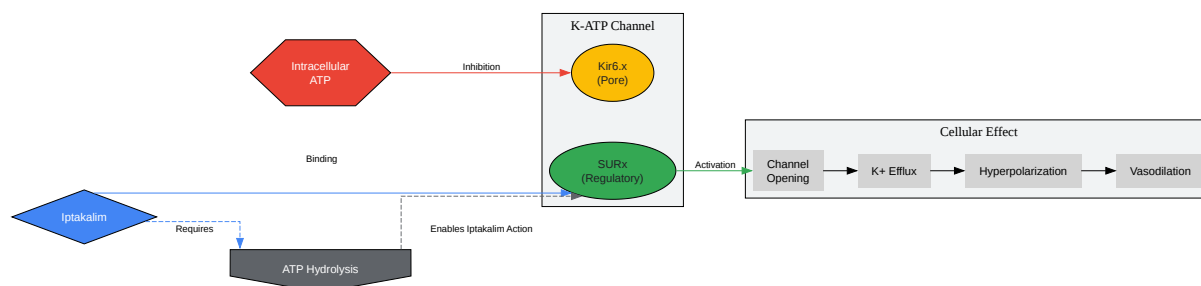 K-ATP Channel
Intracellular
ATP
Inhibition
Kir6.x
(Pore)
Cellular Effect
Binding
SURx
(Regulatory)
Activation
Channel
Opening
K+ Efflux
Hyperpolarization
Vasodilation
Iptakalim
Requires
Enables Iptakalim Action
ATP Hydrolysis